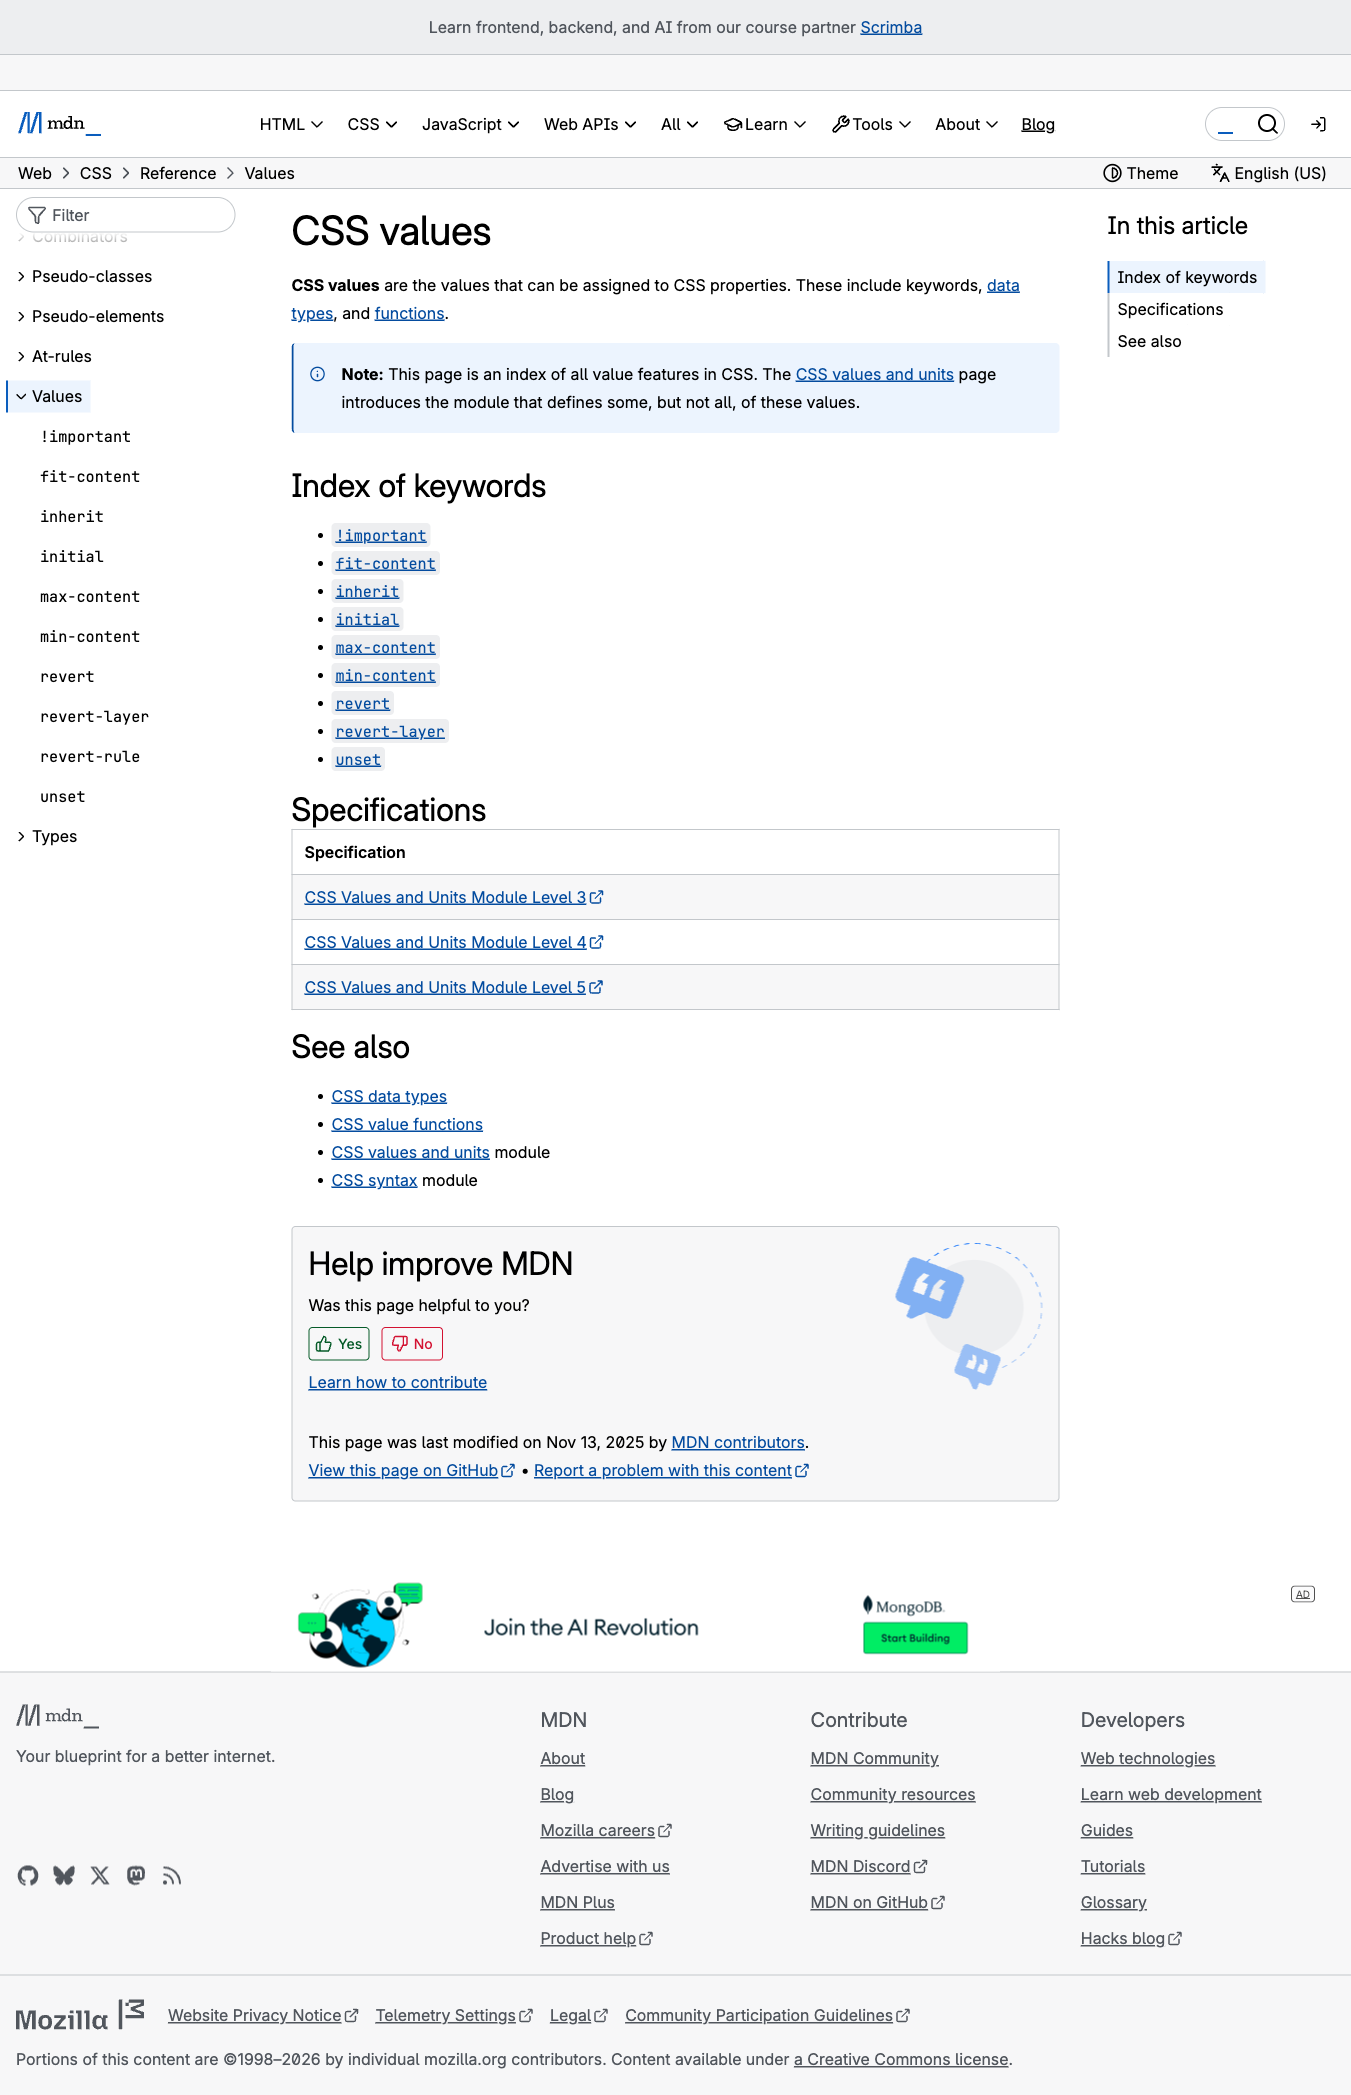 Learn frontend, backend, and AI from our course partner Scrimba
mdn_
HTML CSS JavaScript Web APIs All Learn Tools About Blog
_
Web > CSS > Reference > Values
Theme English (US)
Filter
Combinators
Pseudo-classes
Pseudo-elements
At-rules
Values
!important
fit-content
inherit
initial
max-content
min-content
revert
revert-layer
revert-rule
unset
Types
CSS values
CSS values are the values that can be assigned to CSS properties. These include keywords, data
types, and functions.
Note: This page is an index of all value features in CSS. The CSS values and units page
introduces the module that defines some, but not all, of these values.
Index of keywords
• !important
• fit-content
• inherit
• initial
• max-content
• min-content
• revert
• revert-layer
• unset
Specifications
Specification
CSS Values and Units Module Level 3
CSS Values and Units Module Level 4
CSS Values and Units Module Level 5
See also
• CSS data types
• CSS value functions
• CSS values and units module
• CSS syntax module
Help improve MDN
Was this page helpful to you?
Yes No
Learn how to contribute
This page was last modified on Nov 13, 2025 by MDN contributors.
View this page on GitHub • Report a problem with this content
In this article
Index of keywords
Specifications
See also
Join the AI Revolution
MongoDB.
Start Building
AD
mdn_
Your blueprint for a better internet.
MDN
About
Blog
Mozilla careers
Advertise with us
MDN Plus
Product help
Contribute
MDN Community
Community resources
Writing guidelines
MDN Discord
MDN on GitHub
Developers
Web technologies
Learn web development
Guides
Tutorials
Glossary
Hacks blog
Mozilla
Website Privacy Notice Telemetry Settings Legal Community Participation Guidelines
Portions of this content are ©1998–2026 by individual mozilla.org contributors. Content available under a Creative Commons license.